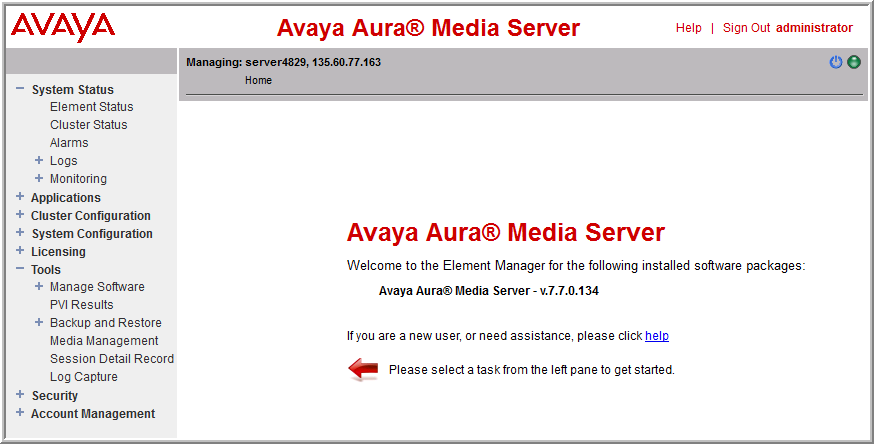 AVAYA
Avaya Aura® Media Server
Help | Sign Out administrator
Managing: server4829, 135.60.77.163
Home
System Status
Element Status
Cluster Status
Alarms
Logs
Monitoring
Applications
Cluster Configuration
System Configuration
Licensing
Tools
Manage Software
PVI Results
Backup and Restore
Media Management
Session Detail Record
Log Capture
Security
Account Management
Avaya Aura® Media Server
Welcome to the Element Manager for the following installed software packages:
Avaya Aura® Media Server - v.7.7.0.134
If you are a new user, or need assistance, please click help
Please select a task from the left pane to get started.